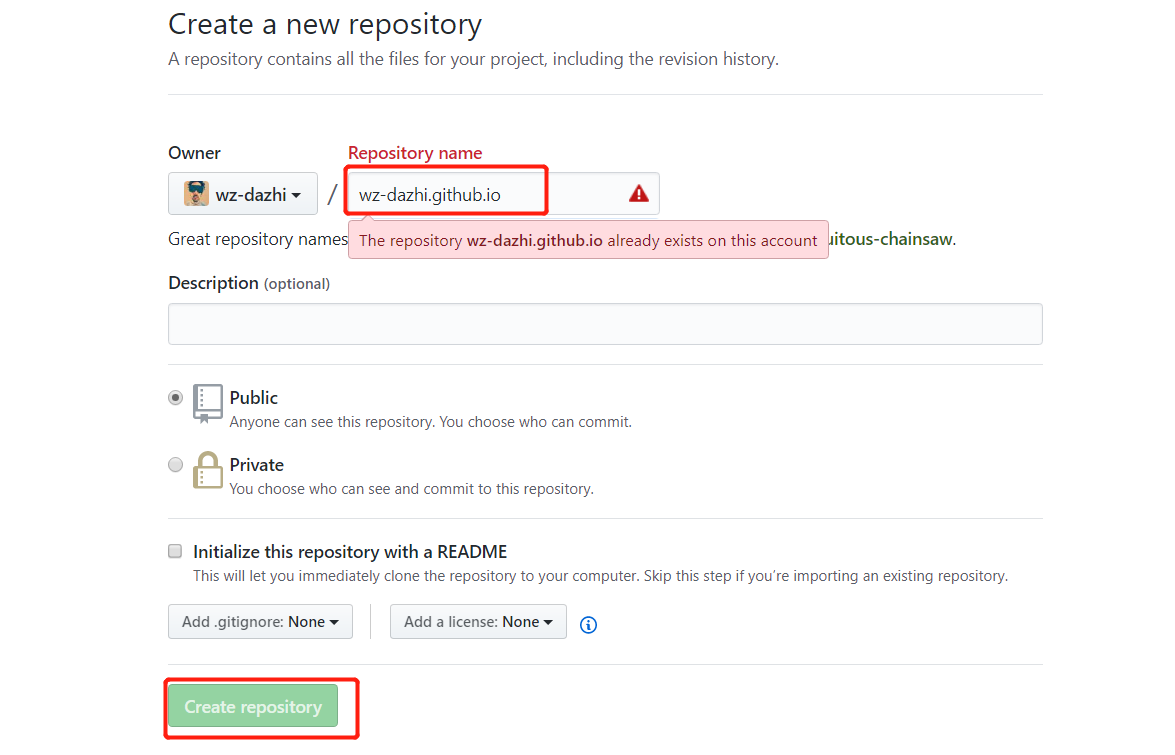 Create a new repository
A repository contains all the files for your project, including the revision history.
Owner
Repository name
wz-dazhi
/
wz-dazhi.github.io
Great repository names
The repository wz-dazhi.github.io already exists on this account
uitous-chainsaw.
Description (optional)
Public
Anyone can see this repository. You choose who can commit.
Private
You choose who can see and commit to this repository.
Initialize this repository with a README
This will let you immediately clone the repository to your computer. Skip this step if you’re importing an existing repository.
Add .gitignore: None
Add a license: None
Create repository